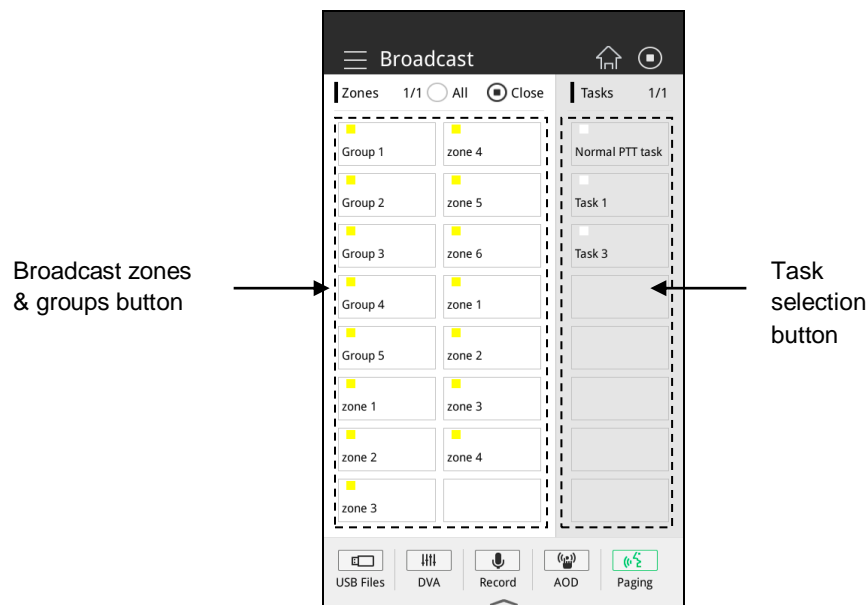 Broadcast
Zones 1/1 All Close Tasks 1/1
Group 1 zone 4 Normal PTT task
Group 2 zone 5 Task 1
Group 3 zone 6 Task 3
Broadcast zones
& groups button
Group 4 zone 1
Group 5 zone 2
zone 1 zone 3
zone 2 zone 4
zone 3
Task
selection
button
USB Files DVA Record AOD Paging